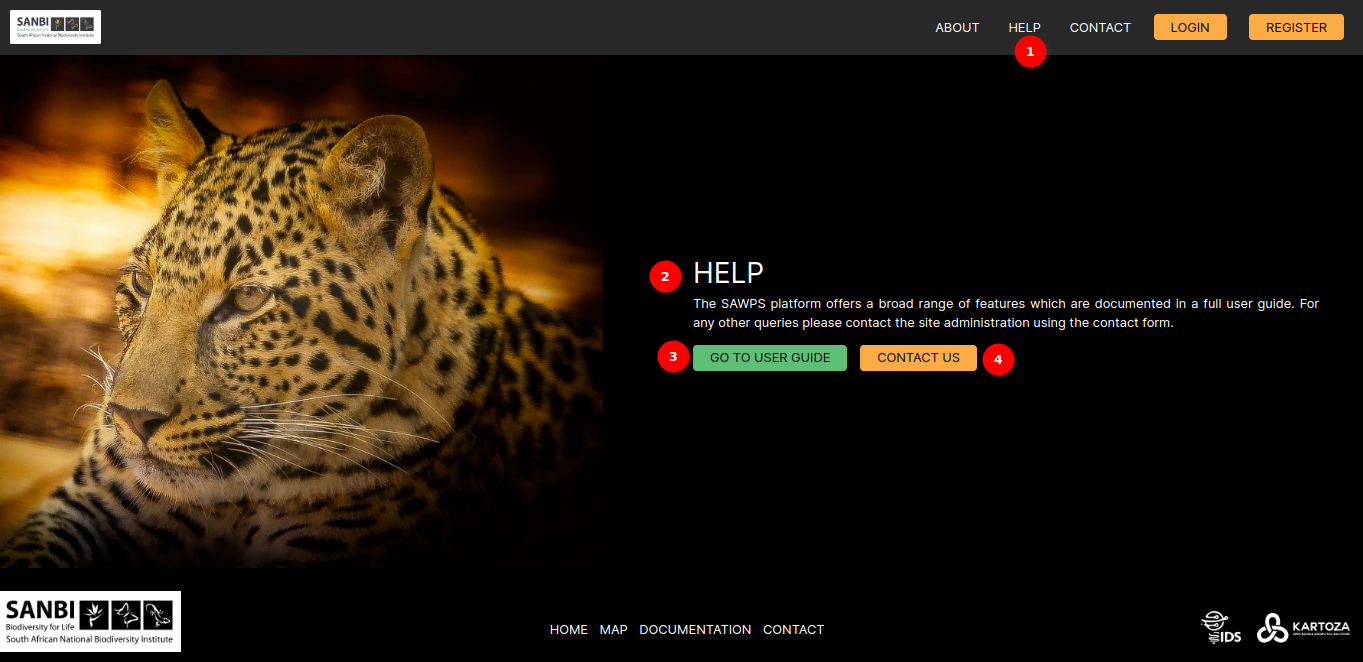 SANBI
Biodiversity for Life
South African National Biodiversity Institute
ABOUT HELP CONTACT LOGIN REGISTER
1
2 HELP
The SAWPS platform offers a broad range of features which are documented in a full user guide. For
any other queries please contact the site administration using the contact form.
3 GO TO USER GUIDE CONTACT US 4
SANBI
Biodiversity for Life
South African National Biodiversity Institute
HOME MAP DOCUMENTATION CONTACT
IDS
KARTOZA